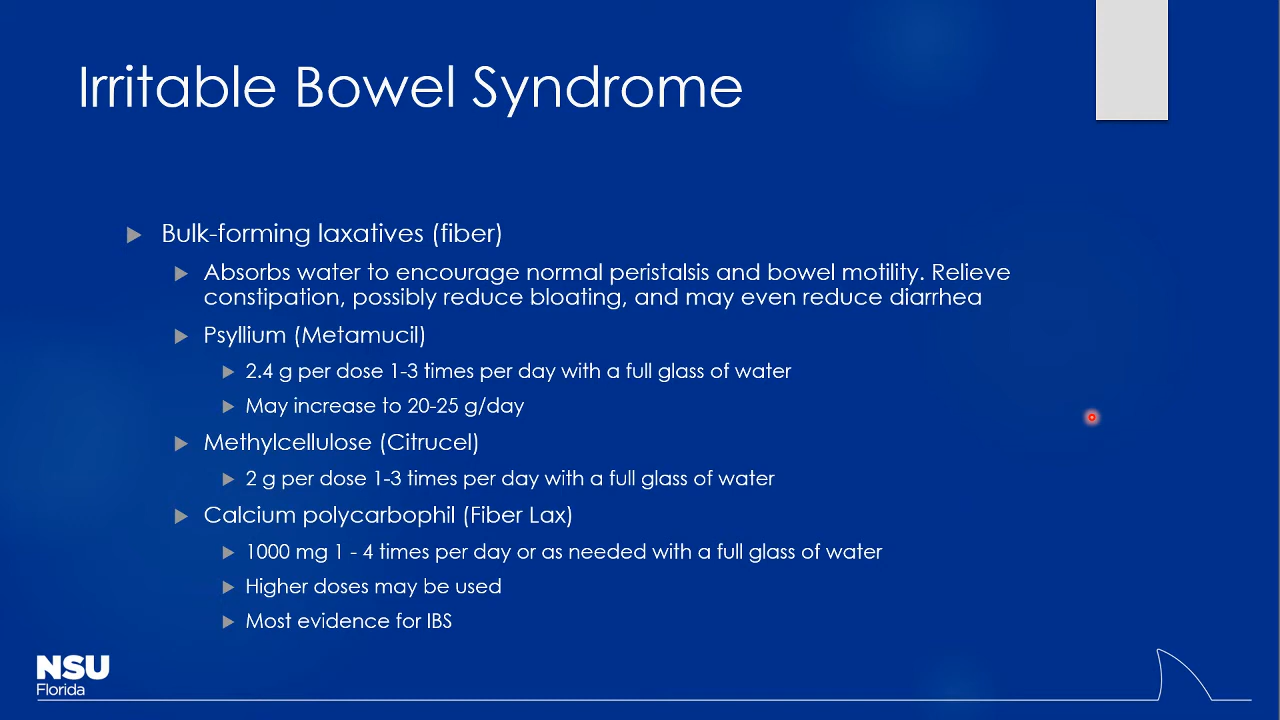 Irritable Bowel Syndrome
Bulk-forming laxatives (fiber)
Absorbs water to encourage normal peristalsis and bowel motility. Relieve
constipation, possibly reduce bloating, and may even reduce diarrhea
Psyllium (Metamucil)
2.4 g per dose 1-3 times per day with a full glass of water
May increase to 20-25 g/day
Methylcellulose (Citrucel)
2 g per dose 1-3 times per day with a full glass of water
Calcium polycarbophil (Fiber Lax)
1000 mg 1 - 4 times per day or as needed with a full glass of water
Higher doses may be used
Most evidence for IBS
NSU
Florida